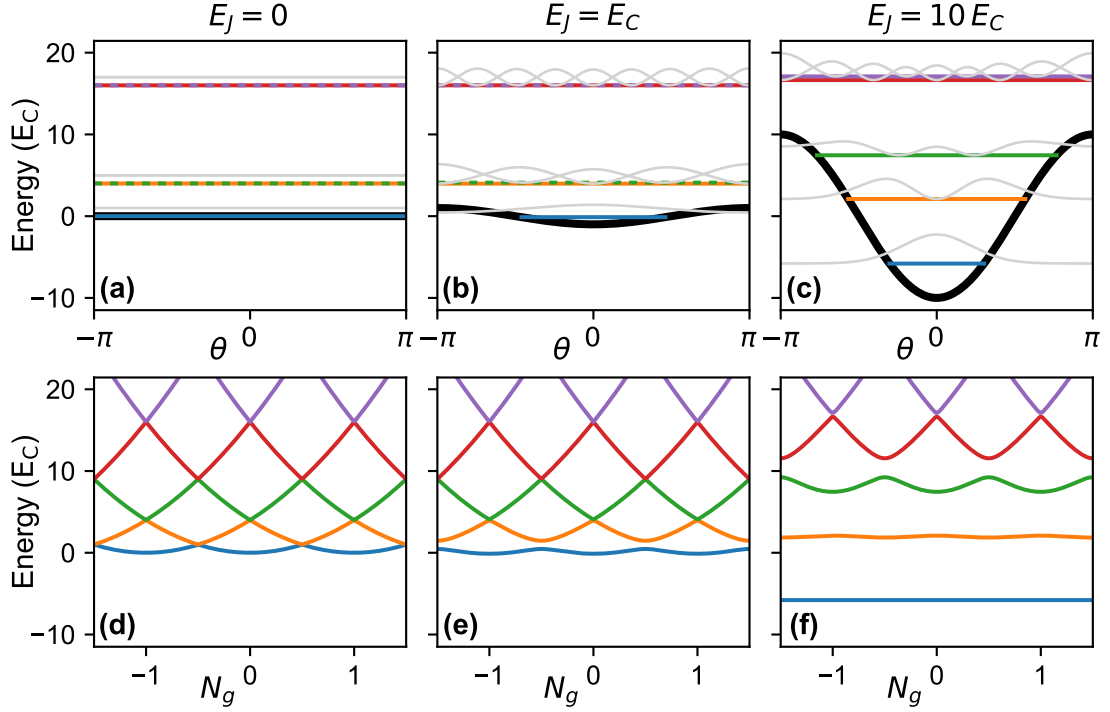 E_J = 0
E_J = E_C
E_J = 10 E_C
Energy (E_C)
20
10
0
−10
(a)
(b)
(c)
−π
0
π
−π
0
π
−π
0
π
θ
θ
θ
Energy (E_C)
20
10
0
−10
(d)
(e)
(f)
-1
0
1
-1
0
1
-1
0
1
N_g
N_g
N_g